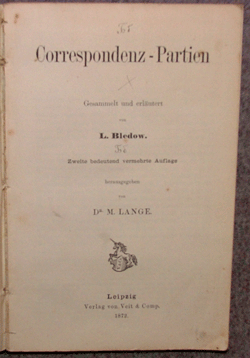 Correspondenz-Partien
Gesammelt und erläutert
von
L. Bledow.
Zweite bedeutend vermehrte Auflage
herausgegeben
von
Dr. M. LANGE.
Leipzig
Verlag von Veit & Comp.
1872.